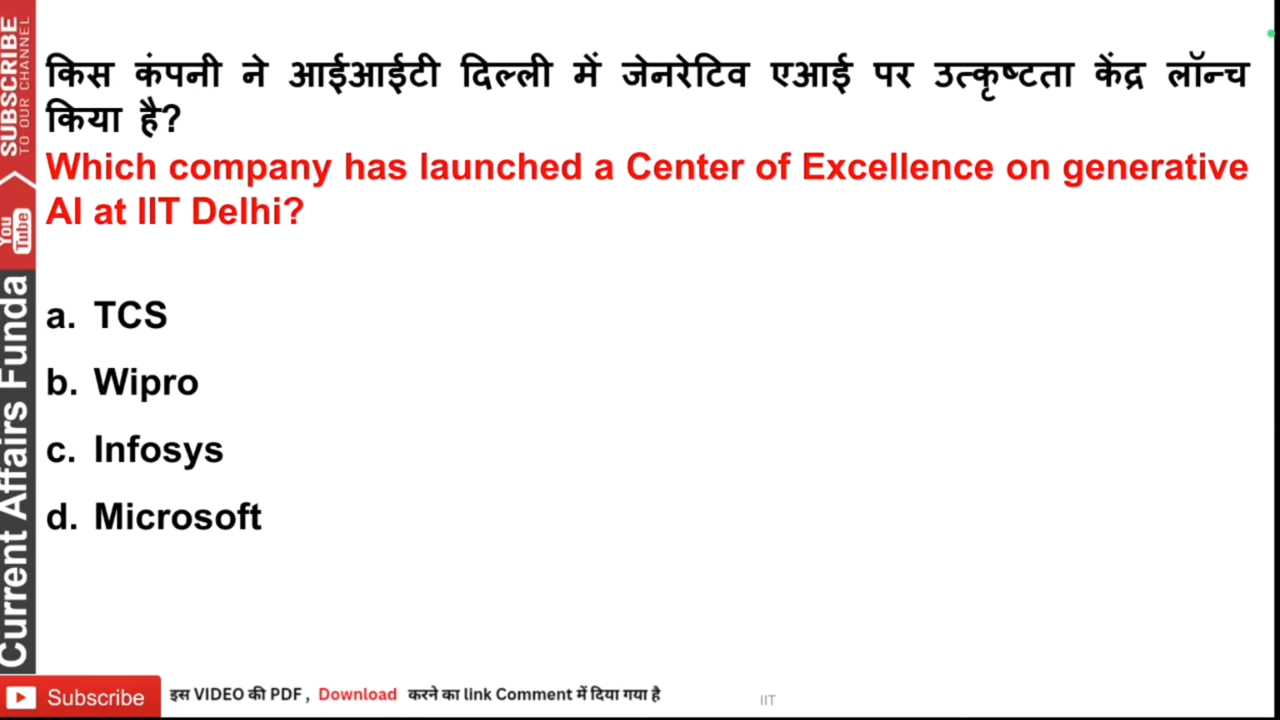 किस कंपनी ने आईआईटी दिल्ली में जेनरेटिव एआई पर उत्कृष्टता केंद्र लॉन्च
किया है?
Which company has launched a Center of Excellence on generative
AI at IIT Delhi?
a. TCS
b. Wipro
c. Infosys
d. Microsoft
SUBSCRIBE
TO OUR CHANNEL
You
Tube
Current Affairs Funda
Subscribe
इस VIDEO की PDF, Download करने का link Comment में दिया गया है
IIT